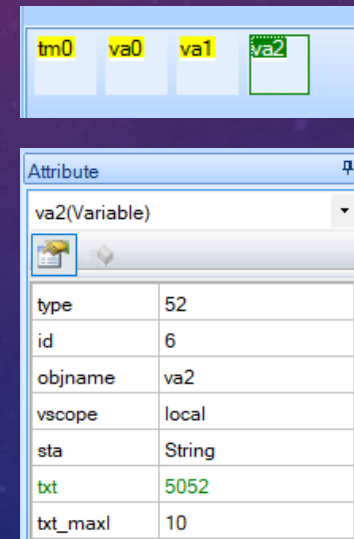 tm0 va0 va1 va2
Attribute
va2(Variable)
type 52
id 6
objname va2
vscope local
sta String
txt 5052
txt_maxl 10